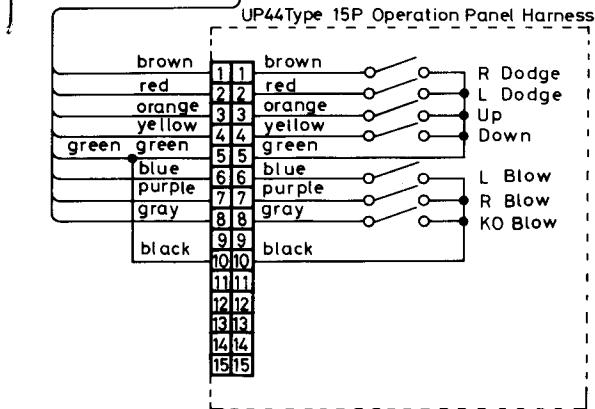 UP44Type 15P Operation Panel Harness
brown 1 1 brown R Dodge
red 2 2 red L Dodge
orange 3 3 orange Up
yellow 4 4 yellow Down
green green 5 5 green
blue 6 6 blue L Blow
purple 7 7 purple R Blow
gray 8 8 gray KO Blow
9 9
black 10 10 black
11 11
12 12
13 13
14 14
15 15